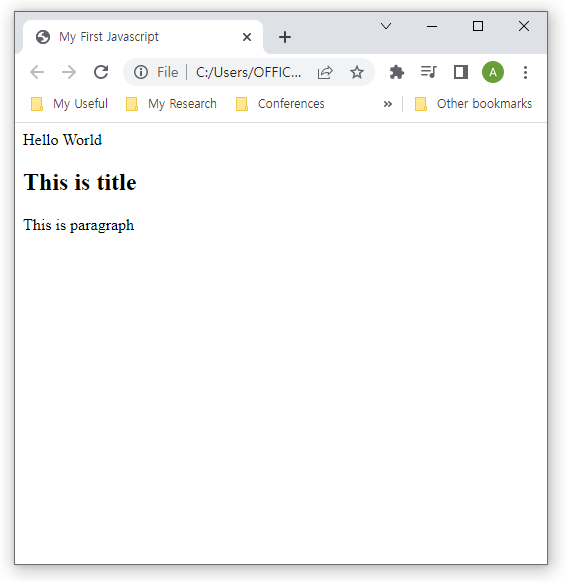 My First Javascript
File | C:/Users/OFFIC...
A
My Useful My Research Conferences » Other bookmarks
Hello World
This is title
This is paragraph